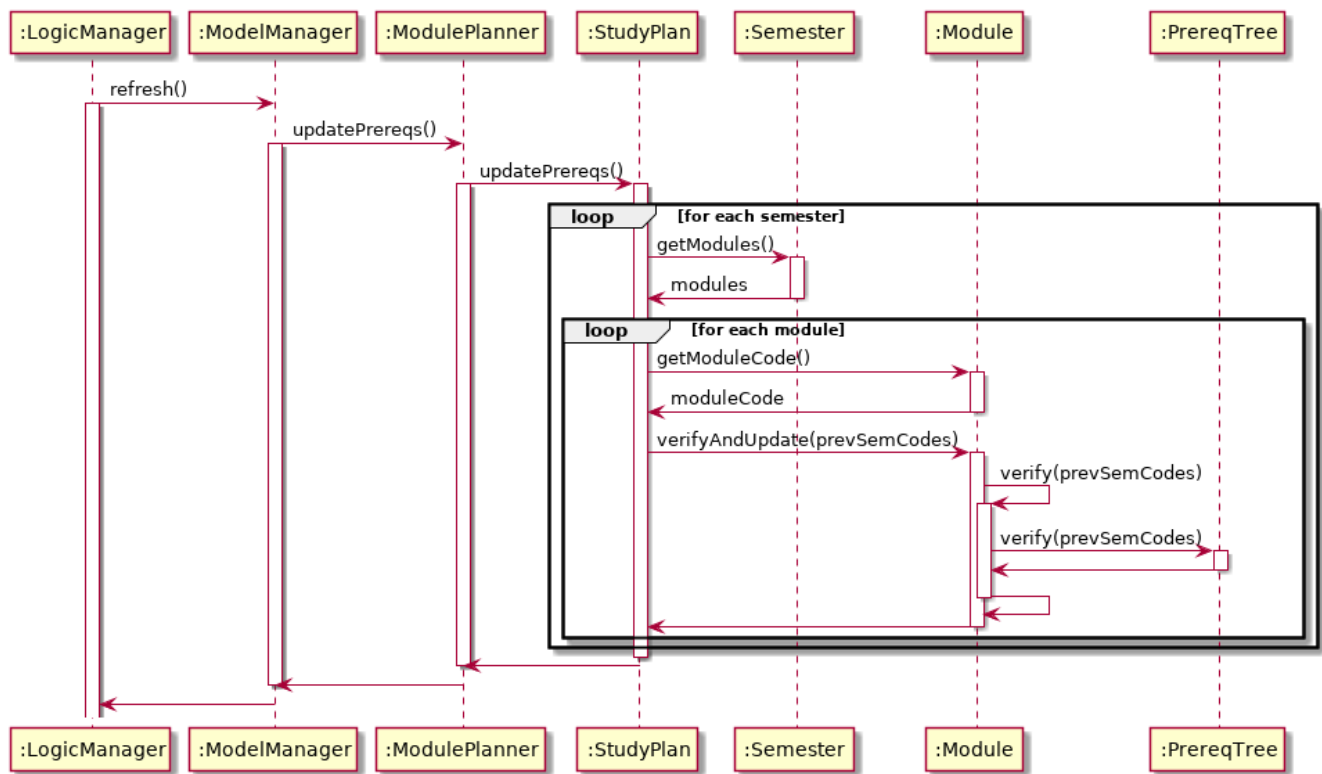 :LogicManager :ModelManager :ModulePlanner :StudyPlan :Semester :Module :PrereqTree
refresh()
updatePrereqs()
updatePrereqs()
loop [for each semester]
getModules()
modules
loop [for each module]
getModuleCode()
moduleCode
verifyAndUpdate(prevSemCodes)
verify(prevSemCodes)
verify(prevSemCodes)
:LogicManager :ModelManager :ModulePlanner :StudyPlan :Semester :Module :PrereqTree